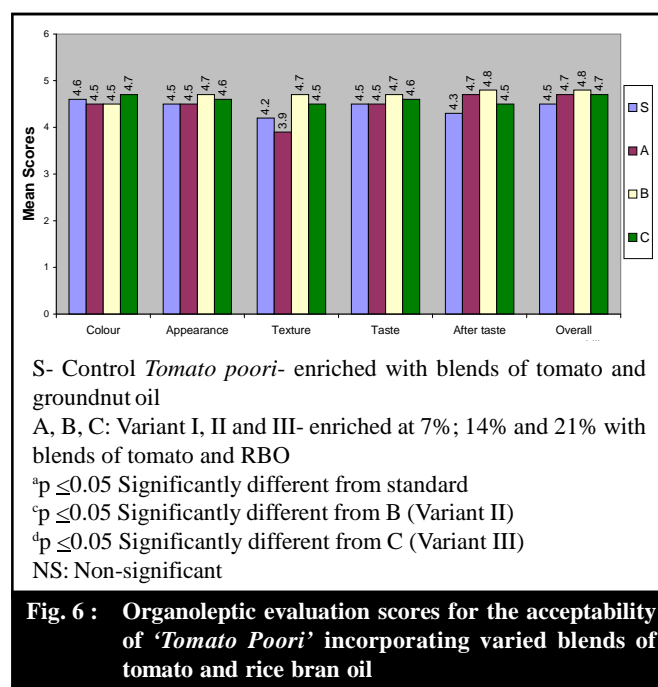 6
5
4
3
2
1
0
Mean Scores
4.6 4.5 4.5 4.7 4.5 4.5 4.7 4.6 4.2 3.9 4.7 4.5 4.5 4.5 4.7 4.6 4.3 4.7 4.8 4.5 4.5 4.7 4.8 4.7
Colour Appearance Texture Taste After taste Overall
S
A
B
C
S- Control Tomato poori- enriched with blends of tomato and
groundnut oil
A, B, C: Variant I, II and III- enriched at 7%; 14% and 21% with
blends of tomato and RBO
ᵃp ≤0.05 Significantly different from standard
ᶜp ≤0.05 Significantly different from B (Variant II)
ᵈp ≤0.05 Significantly different from C (Variant III)
NS: Non-significant
Fig. 6 : Organoleptic evaluation scores for the acceptability
of ‘Tomato Poori’ incorporating varied blends of
tomato and rice bran oil